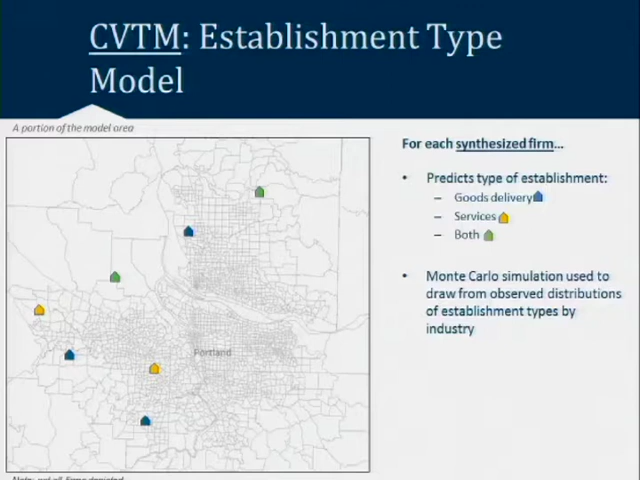 CVTM: Establishment Type
Model
A portion of the model area
For each synthesized firm...
• Predicts type of establishment:
– Goods delivery
– Services
– Both
• Monte Carlo simulation used to
draw from observed distributions
of establishment types by
industry
Portland